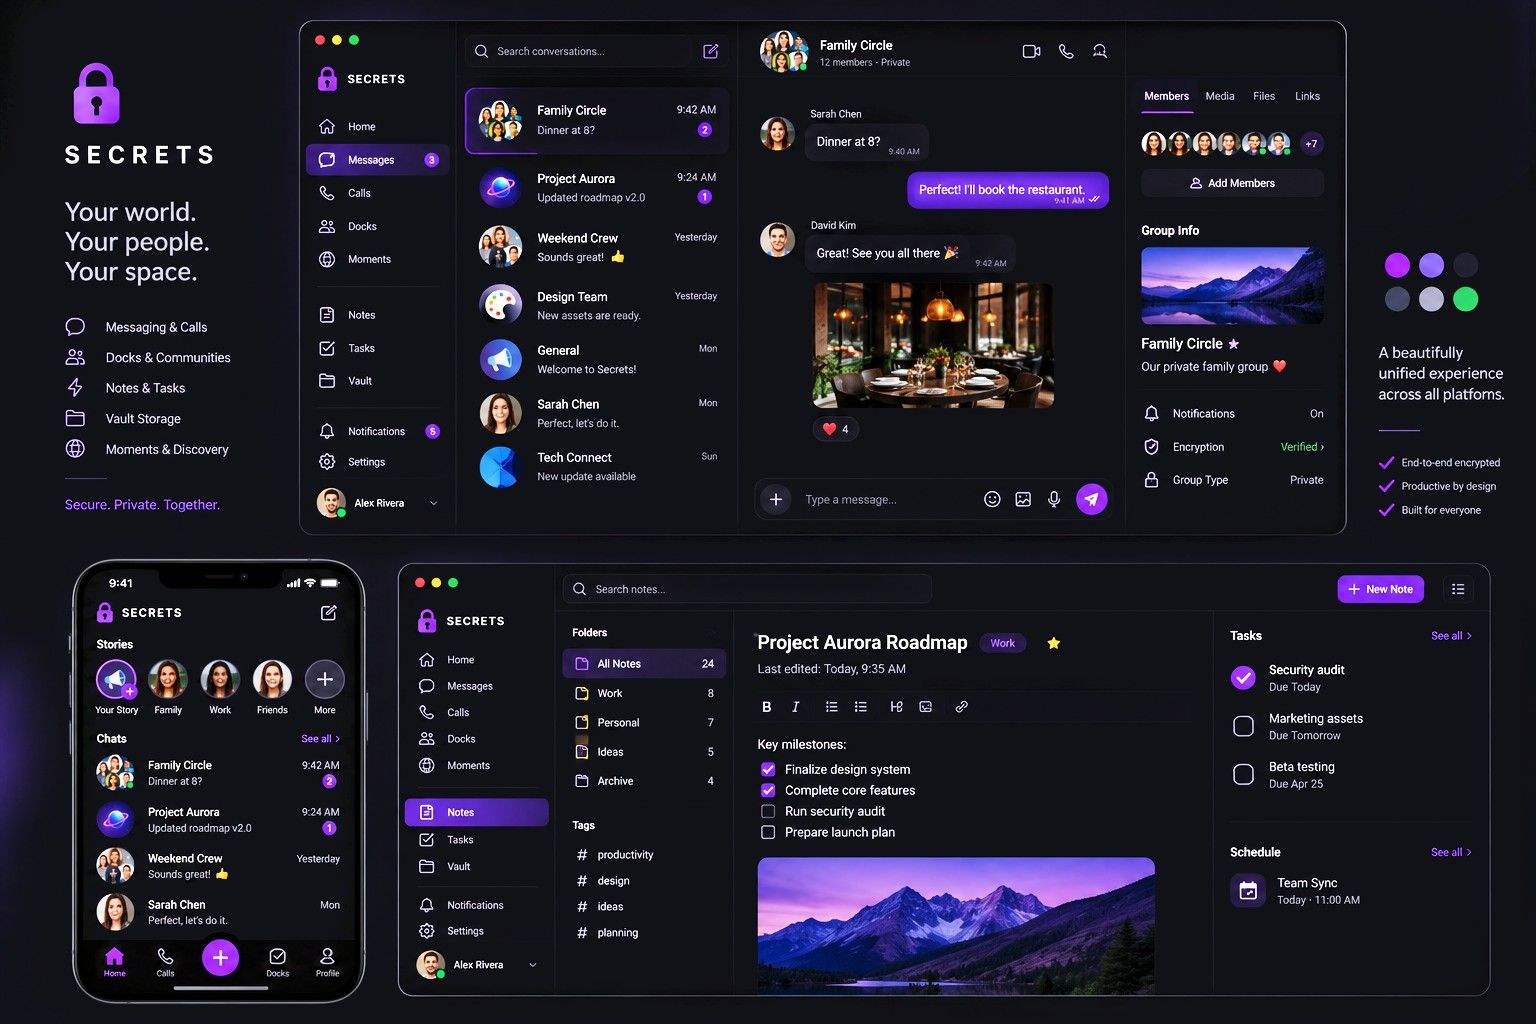 SECRETS
Your world.
Your people.
Your space.
Messaging & Calls
Docks & Communities
Notes & Tasks
Vault Storage
Moments & Discovery
Secure. Private. Together.
SECRETS
Home
Messages 3
Calls
Docks
Moments
Notes
Tasks
Vault
Notifications 5
Settings
Alex Rivera
Search conversations...
Family Circle 9:42 AM
Dinner at 8? 2
Project Aurora 9:24 AM
Updated roadmap v2.0 1
Weekend Crew Yesterday
Sounds great! 👍
Design Team Yesterday
New assets are ready.
General Mon
Welcome to Secrets!
Sarah Chen Mon
Perfect, let's do it.
Tech Connect Sun
New update available
Family Circle
12 members · Private
Sarah Chen
Dinner at 8?
9:40 AM
Perfect! I'll book the restaurant.
9:41 AM
David Kim
Great! See you all there 🎉
9:42 AM
❤️ 4
Type a message...
Members Media Files Links
+7
Add Members
Group Info
Family Circle ★
Our private family group ❤️
Notifications On
Encryption Verified ›
Group Type Private
A beautifully
unified experience
across all platfoms.
End-to-end encrypted
Productive by design
Built for everyone
9:41
SECRETS
Stories
Your Story Family Work Friends More
Chats See all ›
Family Circle 9:42 AM
Dinner at 8? 2
Project Aurora 9:24 AM
Updated roadmap v2.0 1
Weekend Crew Yesterday
Sounds great! 👍
Sarah Chen Mon
Perfect, let's do it.
Home Calls Docks Profile
SECRETS
Home
Messages
Calls
Docks
Moments
Notes
Tasks
Vault
Notifications
Settings
Alex Rivera
Search notes...
+ New Note
Folders
All Notes 24
Work 8
Personal 7
Ideas 5
Archive 4
Tags
# productivity
# design
# ideas
# planning
Project Aurora Roadmap Work
Last edited: Today, 9:35 AM
B I
Key milestones:
Finalize design system
Complete core features
Run security audit
Prepare launch plan
Tasks See all ›
Security audit
Due Today
Marketing assets
Due Tomorrow
Beta testing
Due Apr 25
Schedule See all ›
Team Sync
Today · 11:00 AM